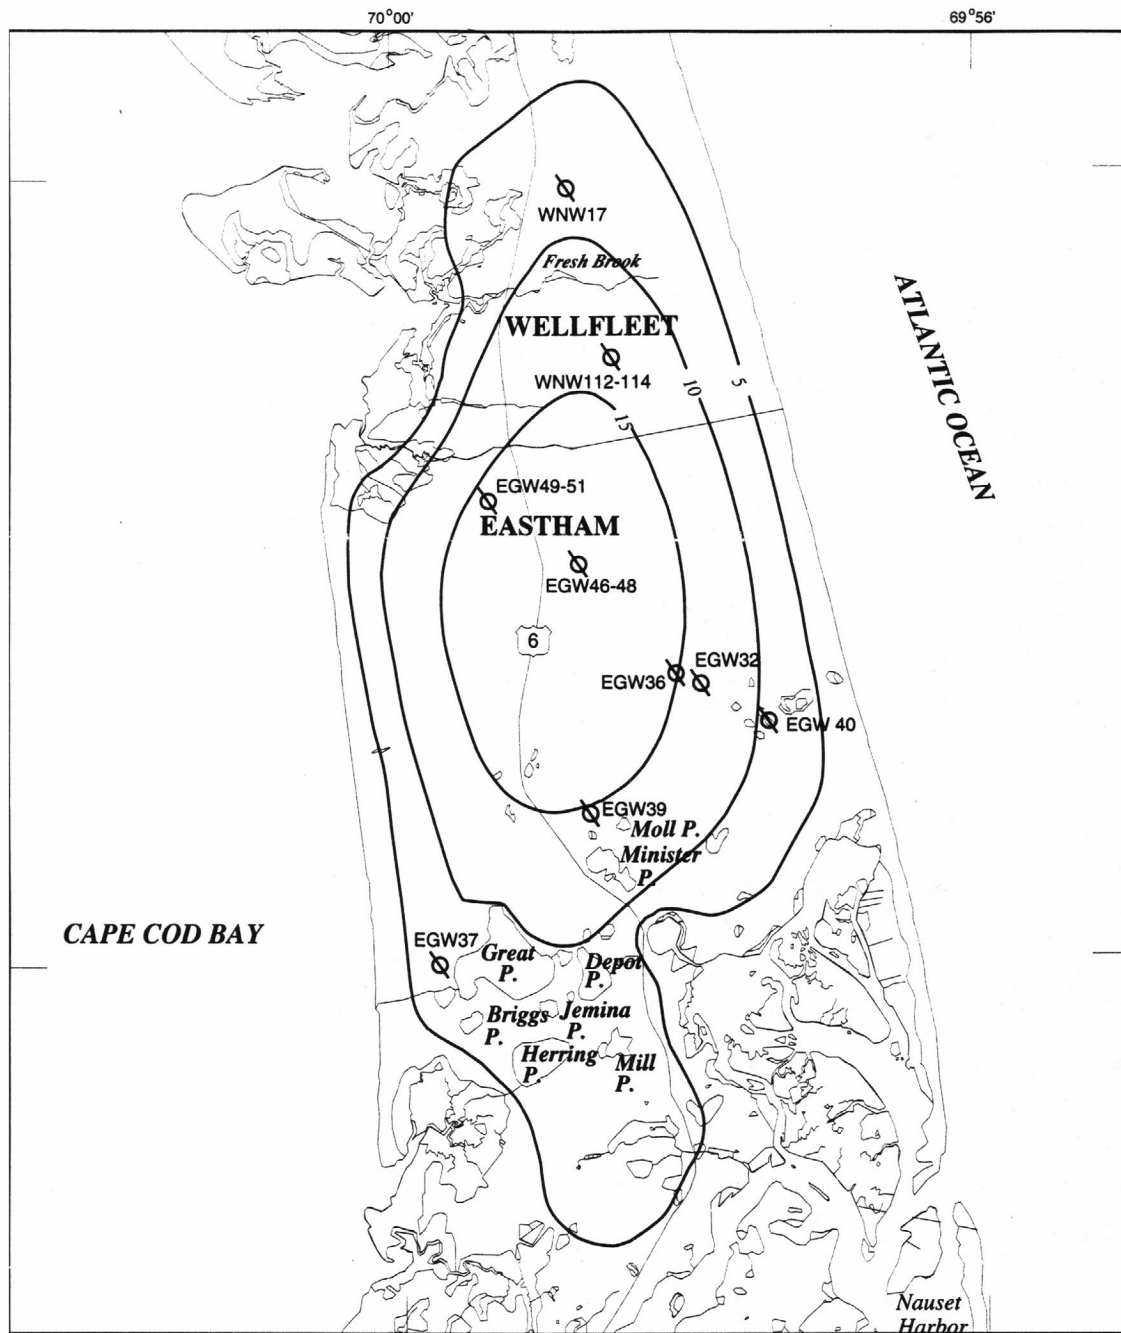 70°00'
69°56'
WNW17
Fresh Brook
ATLANTIC OCEAN
WELLFLEET
WNW112-114
10
5
15
EGW49-51
EASTHAM
EGW46-48
6
EGW32
EGW36
EGW 40
EGW39
Moll P.
Minister
P.
CAPE COD BAY
EGW37
Great
P.
Depot
P.
Briggs
P.
Jemina
P.
Herring
P.
Mill
P.
Nauset
Harbor